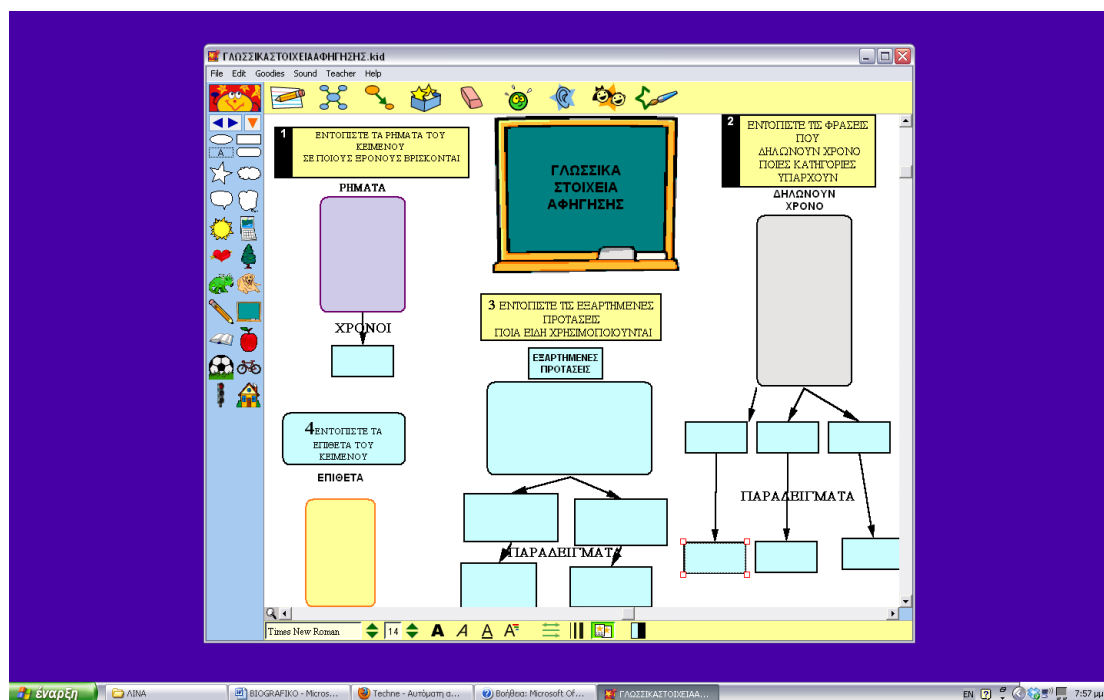 ΓΛΩΣΣΙΚΑΣΤΟΙΧΕΙΑΑΦΗΓΗΣΗΣ.kid
File Edit Goodies Sound Teacher Help
1 ΕΝΤΟΠΙΣΤΕ ΤΑ ΡΗΜΑΤΑ ΤΟΥ
ΚΕΙΜΕΝΟΥ
ΣΕ ΠΟΙΟΥΣ ΕΡΟΝΟΥΣ ΒΡΙΣΚΟΝΤΑΙ
ΡΗΜΑΤΑ
ΧΡΟΝΟΙ
ΓΛΩΣΣΙΚΑ
ΣΤΟΙΧΕΙΑ
ΑΦΗΓΗΣΗΣ
2 ΕΝΤΟΠΙΣΤΕ ΤΙΣ ΦΡΑΣΕΙΣ
ΠΟΥ
ΔΗΛΩΝΟΥΝ ΧΡΟΝΟ
ΠΟΙΕΣ ΚΑΤΗΓΟΡΙΕΣ
ΥΠΑΡΧΟΥΝ
ΔΗΛΩΝΟΥΝ
ΧΡΟΝΟ
3 ΕΝΤΟΠΙΣΤΕ ΤΙΣ ΕΞΑΡΤΗΜΕΝΕΣ
ΠΡΟΤΑΣΕΙΣ
ΠΟΙΑ ΕΙΔΗ ΧΡΗΣΙΜΟΠΟΙΟΥΝΤΑΙ
ΕΞΑΡΤΗΜΕΝΕΣ
ΠΡΟΤΑΣΕΙΣ
4ΕΝΤΟΠΙΣΤΕ ΤΑ
ΕΠΙΘΕΤΑ ΤΟΥ
ΚΕΙΜΕΝΟΥ
ΕΠΙΘΕΤΑ
ΠΑΡΑΔΕΙΓΜΑΤΑ
ΠΑΡΑΔΕΙΓΜΑΤΑ
Times New Roman 14 A A A A
έναρξη ΛΙΝΑ BIOGRAFIKO - Micros... Techne - Αυτόματη α... Βοήθεια: Microsoft Of... ΓΛΩΣΣΙΚΑΣΤΟΙΧΕΙΑΑ... EN 7:57 μμ